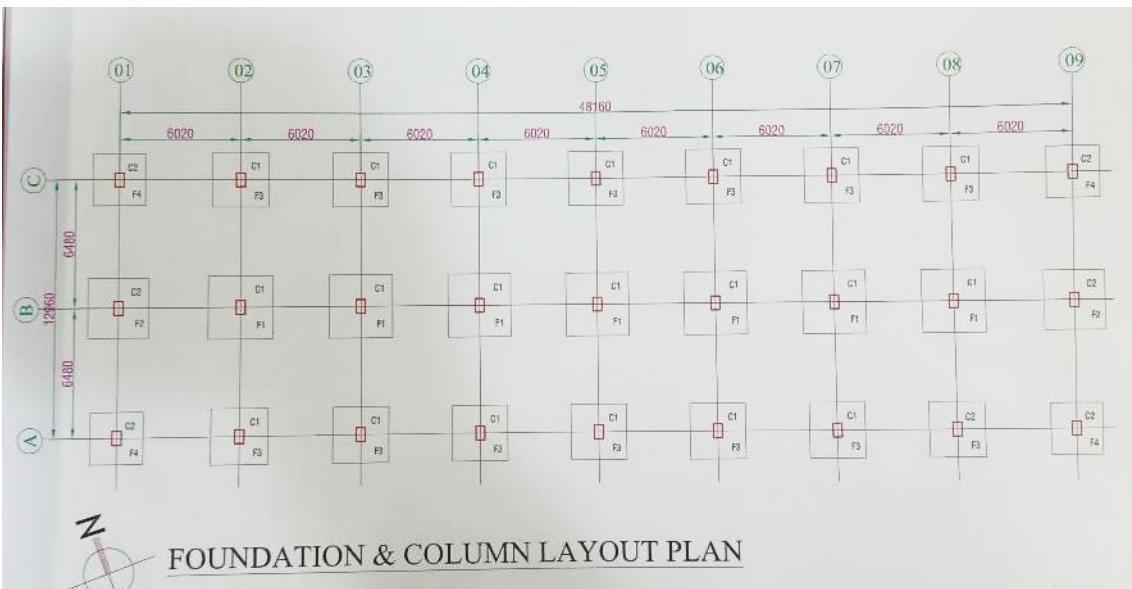 01 02 03 04 05 06 07 08 09
48160
6020 6020 6020 6020 6020 6020 6020 6020
C2 C1 C1 C1 C1 C1 C1 C1 C2
C
F4 F3 F3 F3 F3 F3 F3 F3 F4
6480
C2 C1 C1 C1 C1 C1 C1 C1 C2
B 12960
F2 F1 F1 F1 F1 F1 F1 F1 F2
6480
C2 C1 C1 C1 C1 C1 C1 C2 C2
A
F4 F3 F3 F3 F3 F3 F3 F3 F4
N
FOUNDATION & COLUMN LAYOUT PLAN